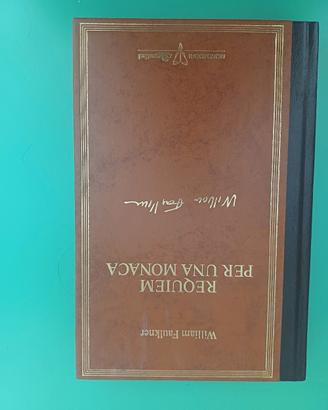 William Faulkner
REQUIEM
PER UNA MONACA
William Faulkner